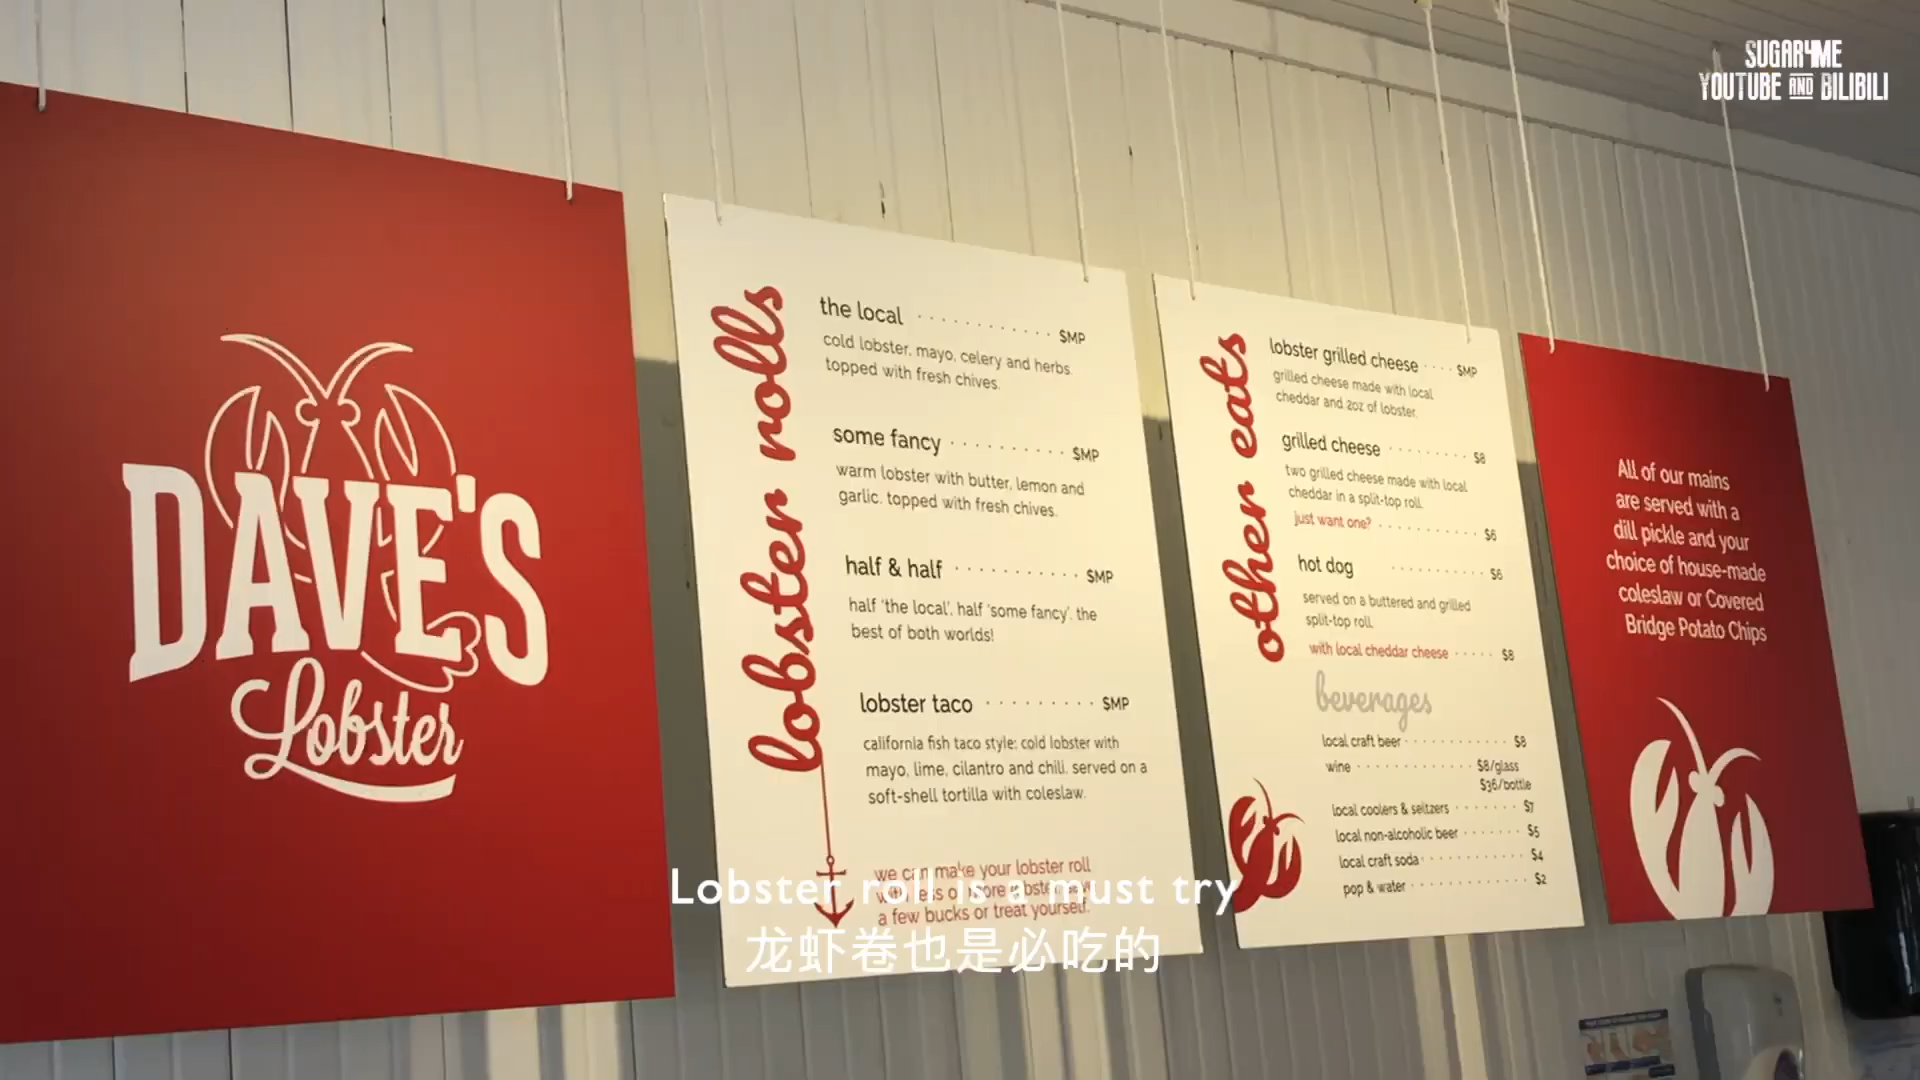 SUGAR4ME
YOUTUBE AND BILIBILI
DAVE'S
Lobster
lobster rolls
the local $MP
cold lobster, mayo, celery and herbs
topped with fresh chives.
some fancy $MP
warm lobster with butter, lemon and
garlic, topped with fresh chives.
half & half $MP
half 'the local', half 'some fancy', the
best of both worlds!
lobster taco $MP
california fish taco style: cold lobster with
mayo, lime, cilantro and chili, served on a
soft-shell tortilla with coleslaw.
we can make your lobster roll
with less or more lobster
a few bucks or treat yourself.
other eats
lobster grilled cheese $MP
grilled cheese made with local
cheddar and 2oz of lobster.
grilled cheese $8
two grilled cheese made with local
cheddar in a split-top roll.
just want one? $6
hot dog $6
served on a buttered and grilled
split-top roll.
with local cheddar cheese $8
beverages
local craft beer $8
wine $8/glass
$36/bottle
local coolers & seltzers $7
local non-alcoholic beer $5
local craft soda $4
pop & water $2
All of our mains
are served with a
dill pickle and your
choice of house-made
coleslaw or Covered
Bridge Potato Chips
Lobster roll is a must try
龙虾卷也是必吃的